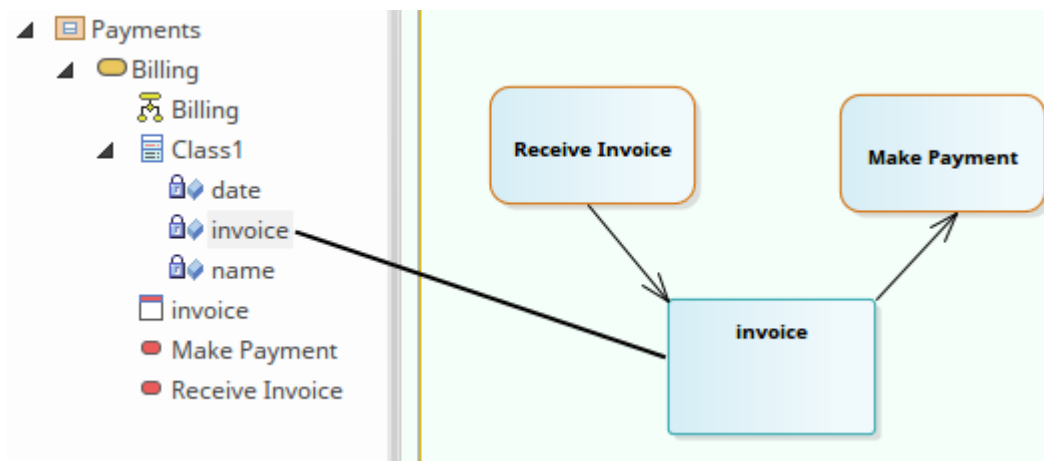 Payments
Billing
Billing
Class1
date
invoice
name
invoice
Make Payment
Receive Invoice
Receive Invoice
Make Payment
invoice